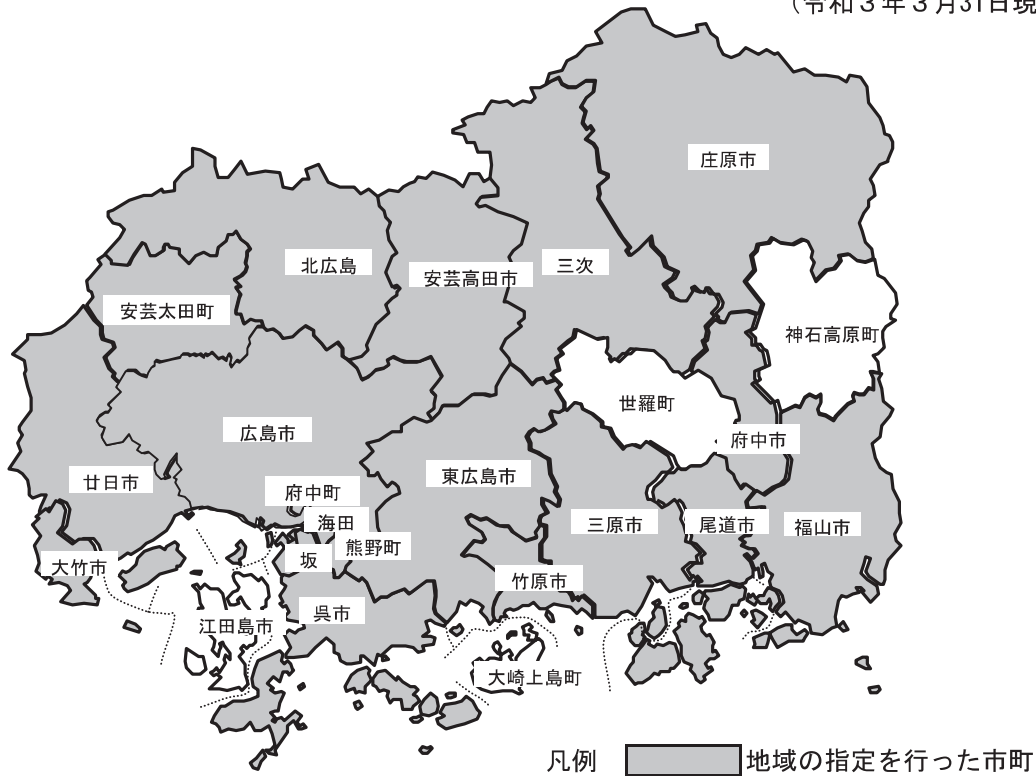 (令和3年3月31日現
庄原市
北広島
安芸高田市
三次
安芸太田町
神石高原町
世羅町
広島市
府中市
廿日市
東広島市
府中町
海田
三原市
尾道市
福山市
熊野町
坂
大竹市
竹原市
呉市
江田島市
大崎上島町
凡例 地域の指定を行った市町